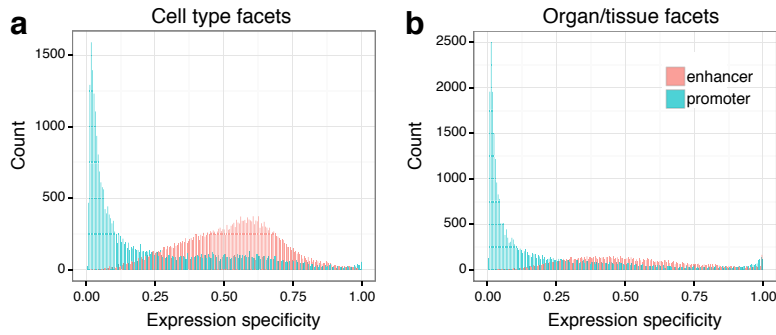 a
Cell type facets
Count
1500
1000
500
0
0.00 0.25 0.50 0.75 1.00
Expression specificity
b
Organ/tissue facets
Count
2500
2000
1500
1000
500
0
enhancer
promoter
0.00 0.25 0.50 0.75 1.00
Expression specificity